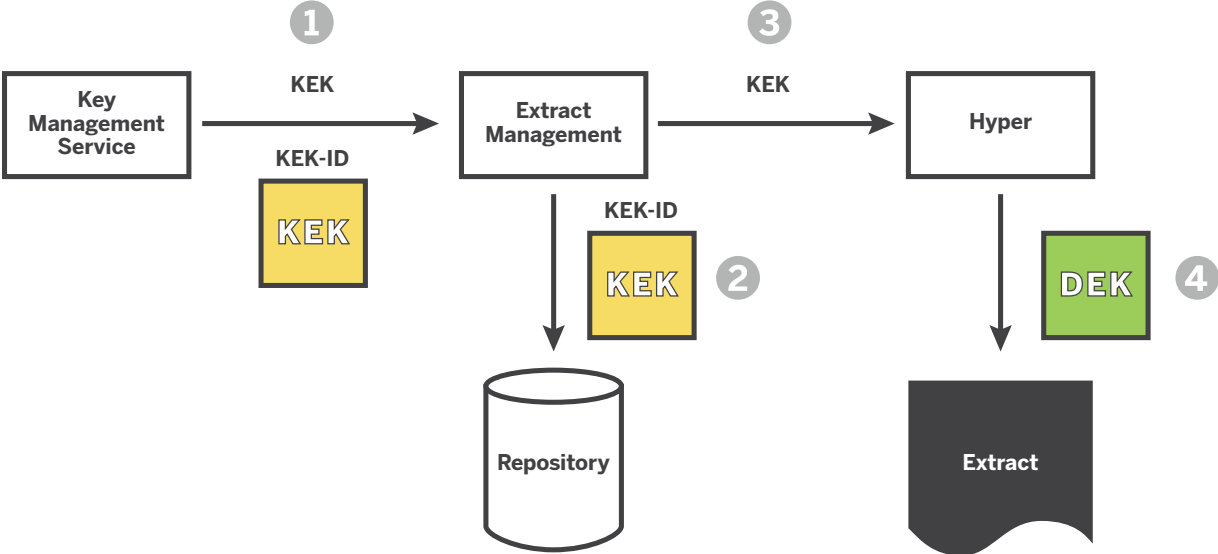 1
3
KEK
KEK
Key
Management
Service
Extract
Management
Hyper
KEK-ID
KEK
KEK-ID
KEK
2
DEK
4
Repository
Extract